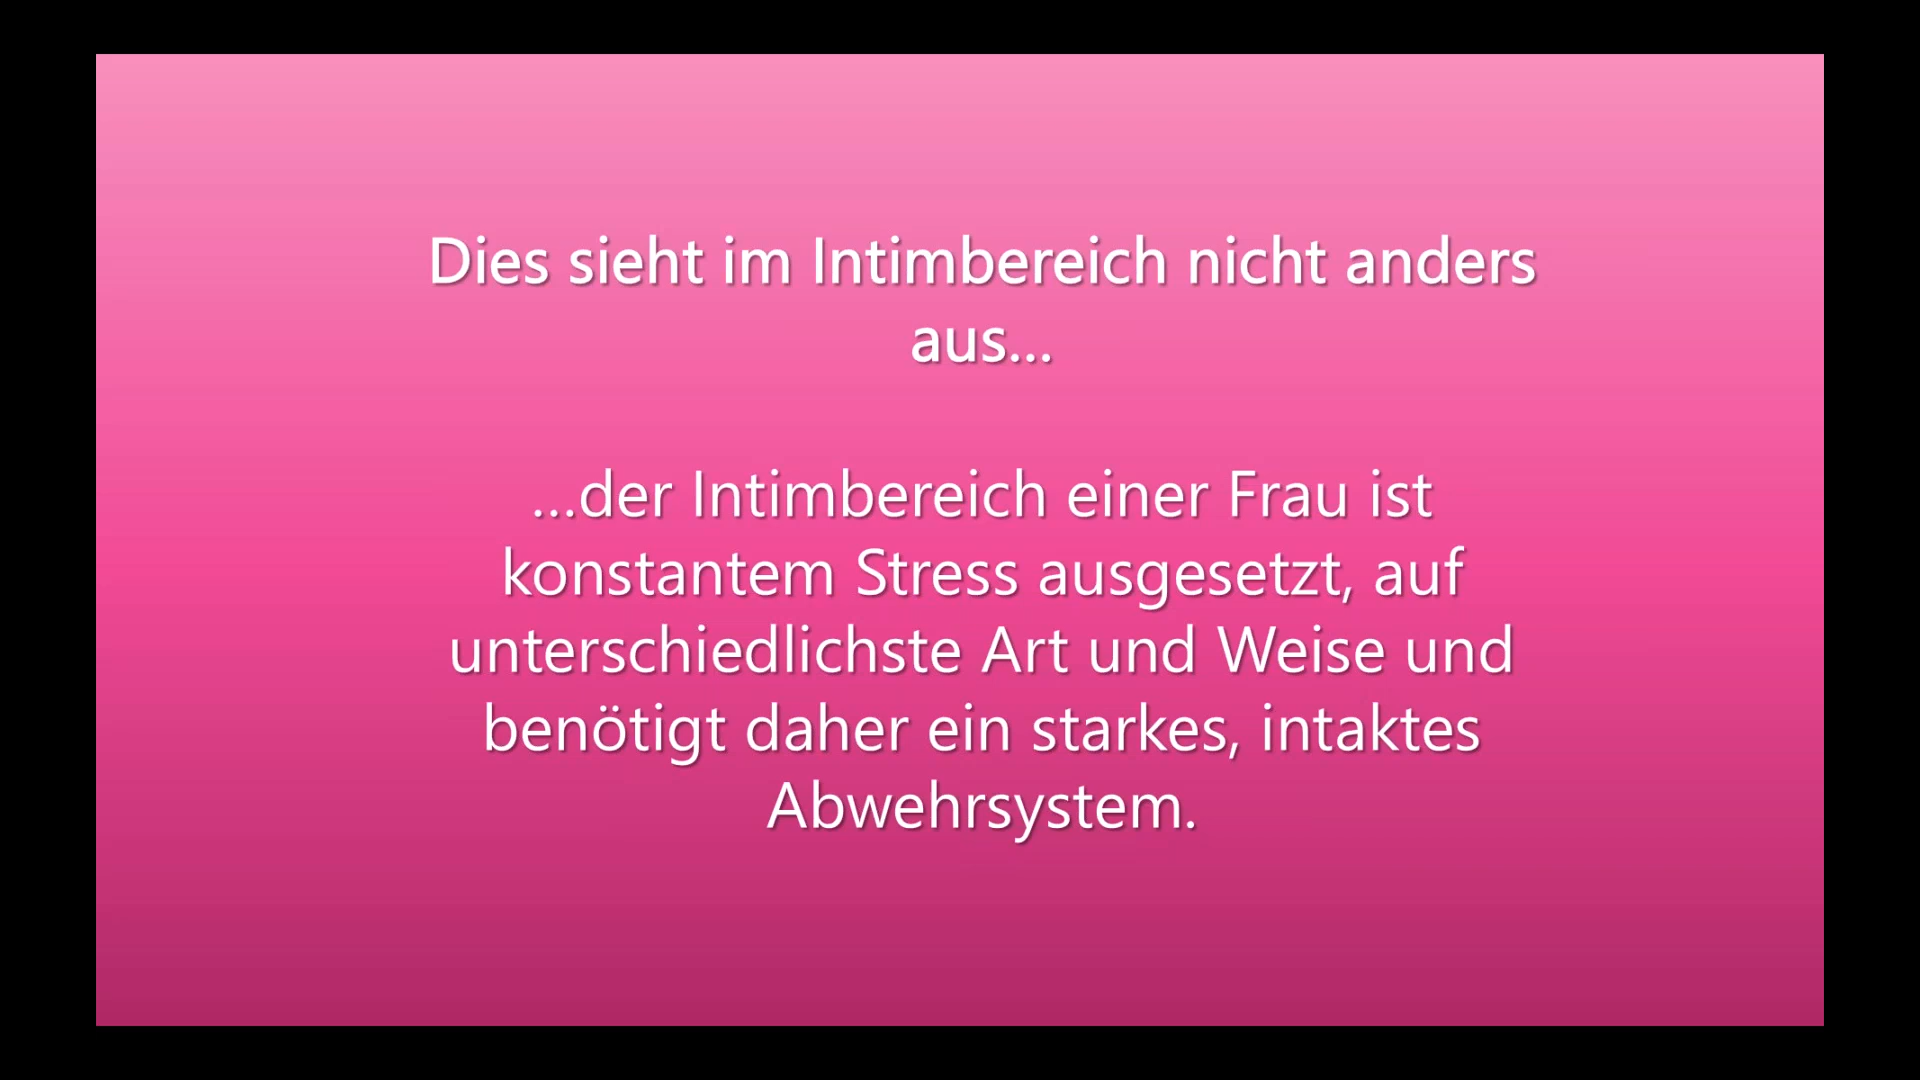 Dies sieht im Intimbereich nicht anders
aus...
...der Intimbereich einer Frau ist
konstantem Stress ausgesetzt, auf
unterschiedlichste Art und Weise und
benötigt daher ein starkes, intaktes
Abwehrsystem.